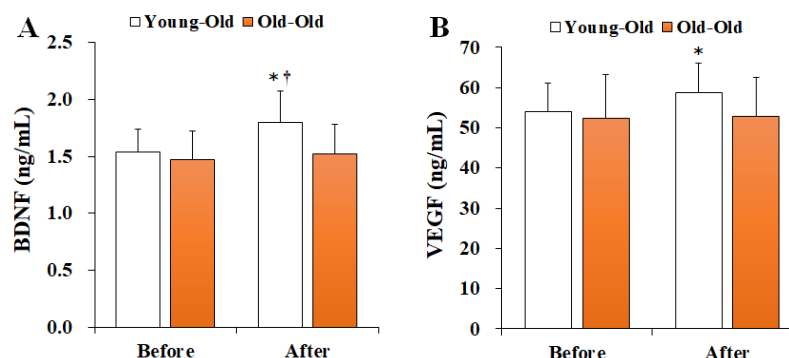 A
Young-Old Old-Old
2.5
2.0
1.5
1.0
0.5
0.0
BDNF (ng/mL)
* †
Before After
B
Young-Old Old-Old
70
60
50
40
30
20
10
0
VEGF (ng/mL)
*
Before After